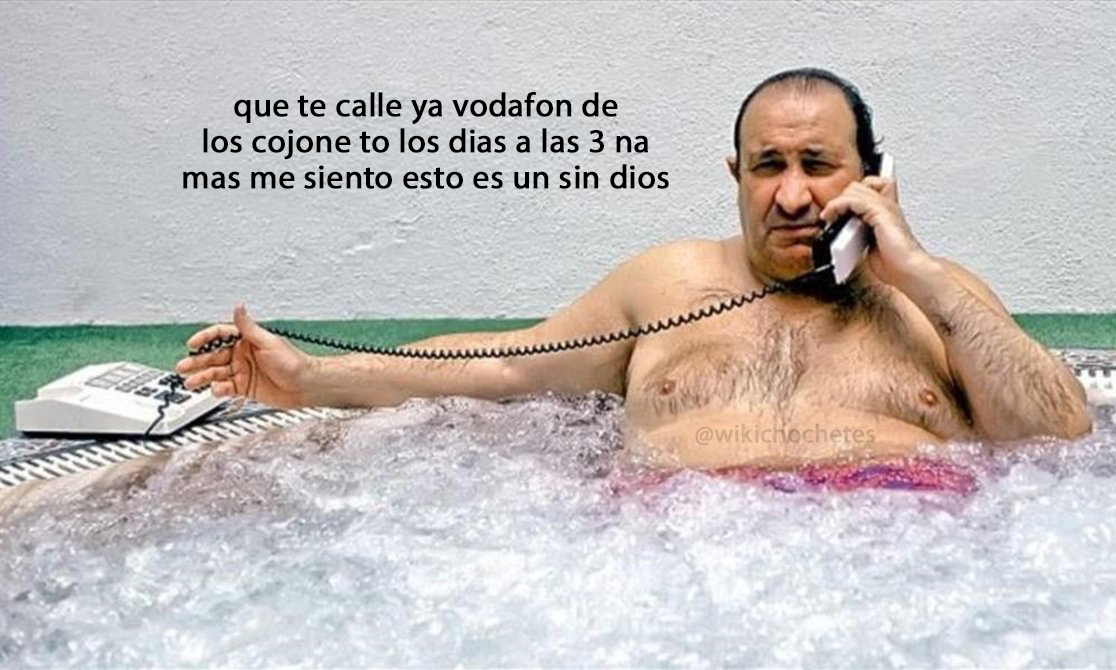 que te calle ya vodafon de
los cojone to los dias a las 3 na
mas me siento esto es un sin dios
@wikichochetes